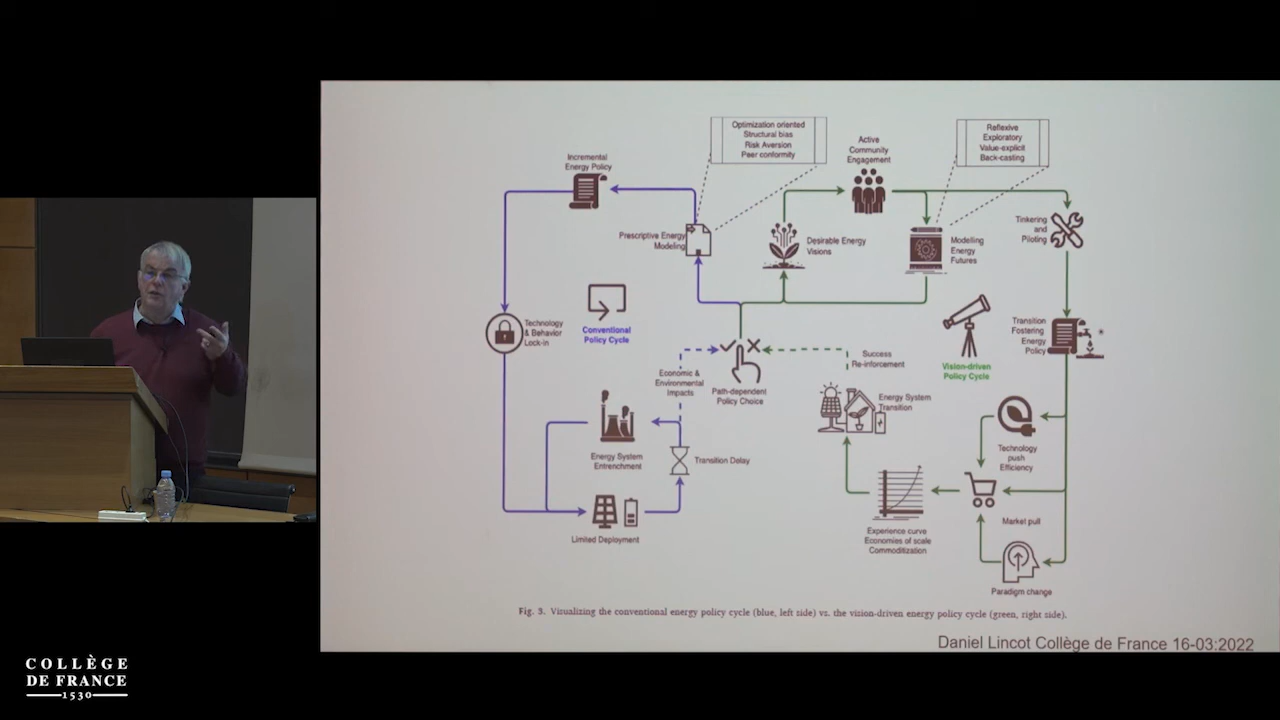 Optimization oriented
Structural bias
Risk Aversion
Peer conformity
Reflexive
Exploratory
Value-explicit
Back-casting
Active
Community
Engagement
Incremental
Energy Policy
Prescriptive Energy
Modeling
Desirable Energy
Visions
Modelling
Energy
Futures
Tinkering
and
Piloting
Technology
& Behavior
Lock-in
Conventional
Policy Cycle
Transition
Fostering
Energy
Policy
Vision-driven
Policy Cycle
Success
Re-inforcement
Economic &
Environmental
Impacts
Path-dependent
Policy Choice
Energy System
Transition
Energy System
Entrenchment
Transition Delay
Technology
push
Efficiency
Limited Deployment
Experience curve
Economies of scale
Commoditization
Market pull
Paradigm change
Fig. 3. Visualizing the conventional energy policy cycle (blue, left side) vs. the vision-driven energy policy cycle (green, right side).
Daniel Lincot Collège de France 16-03:2022
COLLÈGE
DE FRANCE
1530